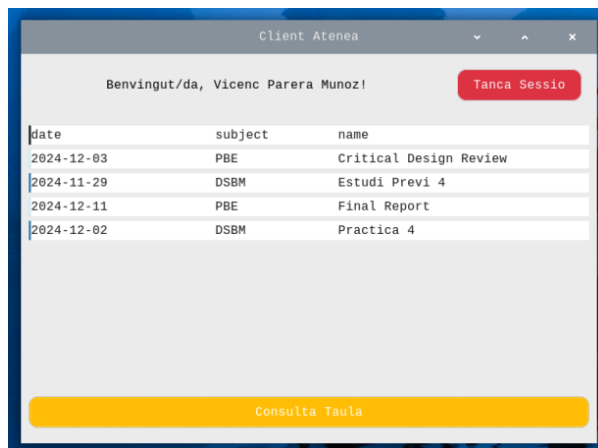 Client Atenea
Benvingut/da, Vicenc Parera Munoz! Tanca Sessio
date subject name
2024-12-03 PBE Critical Design Review
2024-11-29 DSBM Estudi Previ 4
2024-12-11 PBE Final Report
2024-12-02 DSBM Practica 4
Consulta Taula